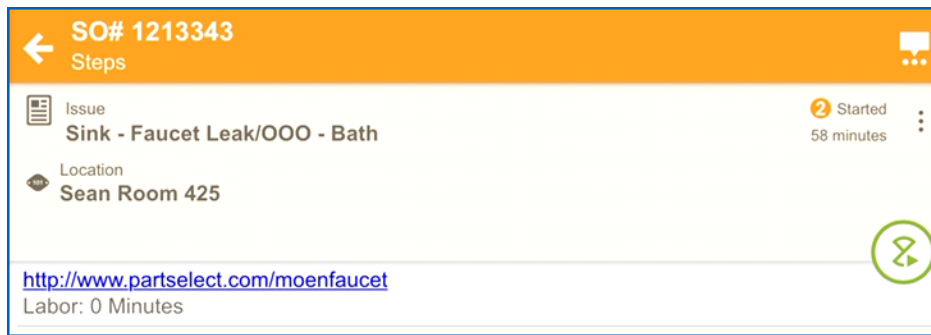 SO# 1213343
Steps
Issue
Sink - Faucet Leak/OOO - Bath
2 Started
58 minutes
Location
101
Sean Room 425
http://www.partselect.com/moenfaucet
Labor: 0 Minutes